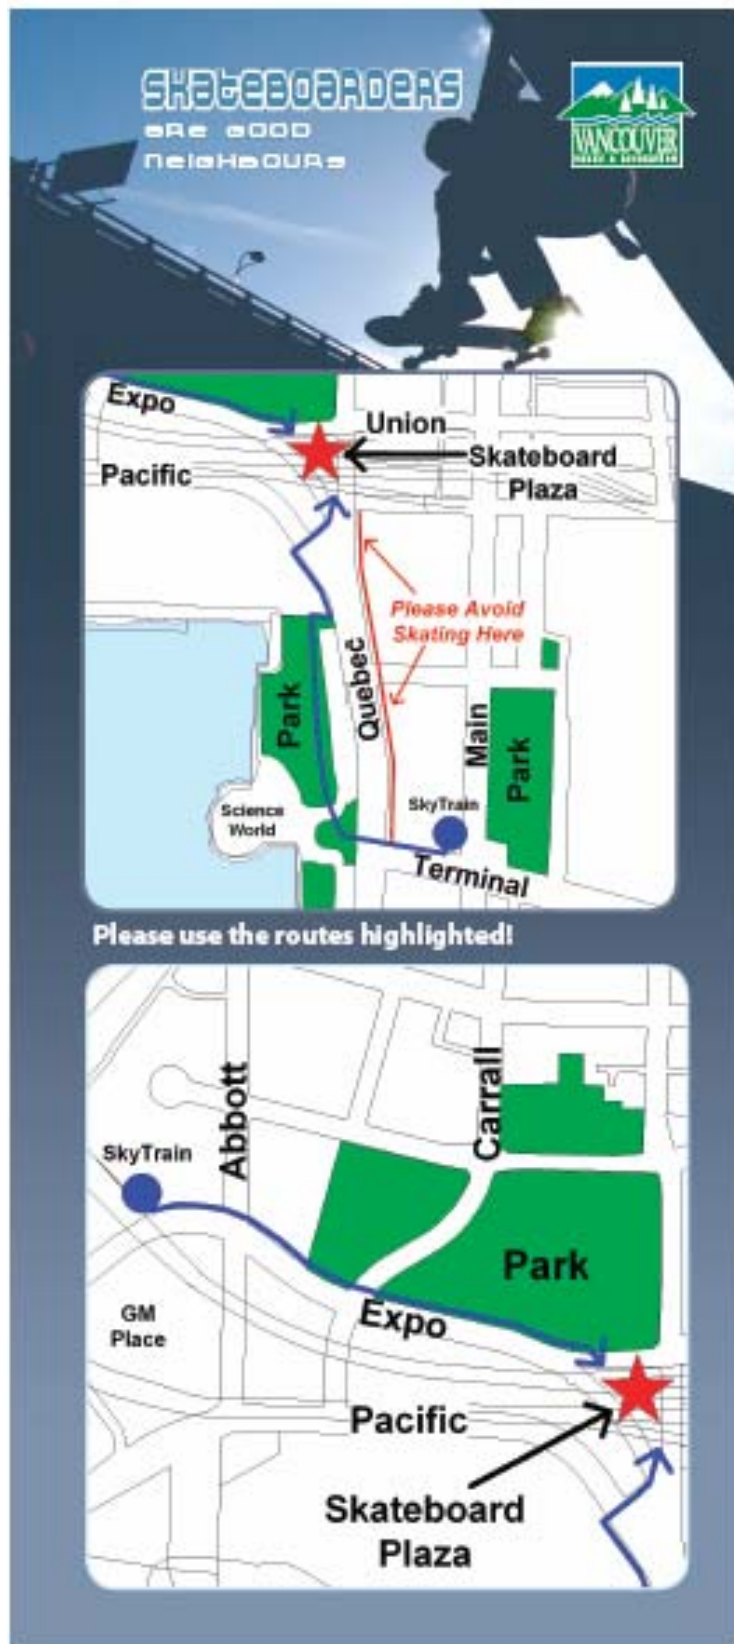 SKATEBOARDERS
ARE GOOD
NEIGHBOURS
VANCOUVER
Expo
Union
Pacific
Skateboard
Plaza
Please Avoid
Skating Here
Quebec
Park
Main
Park
Science
World
SkyTrain
Terminal
Please use the routes highlighted!
Abbott
Carrall
SkyTrain
Park
GM
Place
Expo
Pacific
Skateboard
Plaza